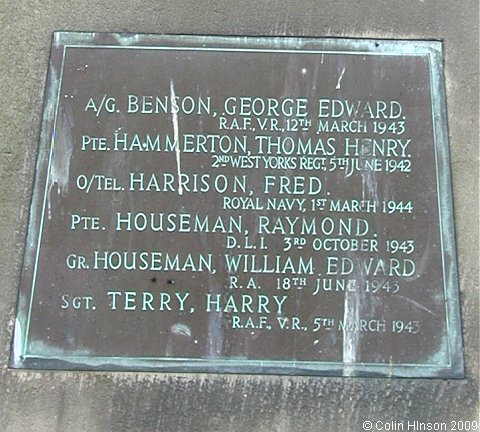 A/G. BENSON, GEORGE EDWARD.
R.A.F., V.R., 12TH MARCH 1943
PTE. HAMMERTON, THOMAS HENRY.
2ND WEST YORKS REGT, 5TH JUNE 1942
O/TEL. HARRISON, FRED.
ROYAL NAVY, 1ST MARCH 1944
PTE. HOUSEMAN, RAYMOND.
D.L.I. 3RD OCTOBER 1943
GR. HOUSEMAN, WILLIAM EDWARD.
R.A. 18TH JUNE 1943
SGT. TERRY, HARRY
R.A.F., V.R., 5TH MARCH 1943
©Colin Hinson 2009